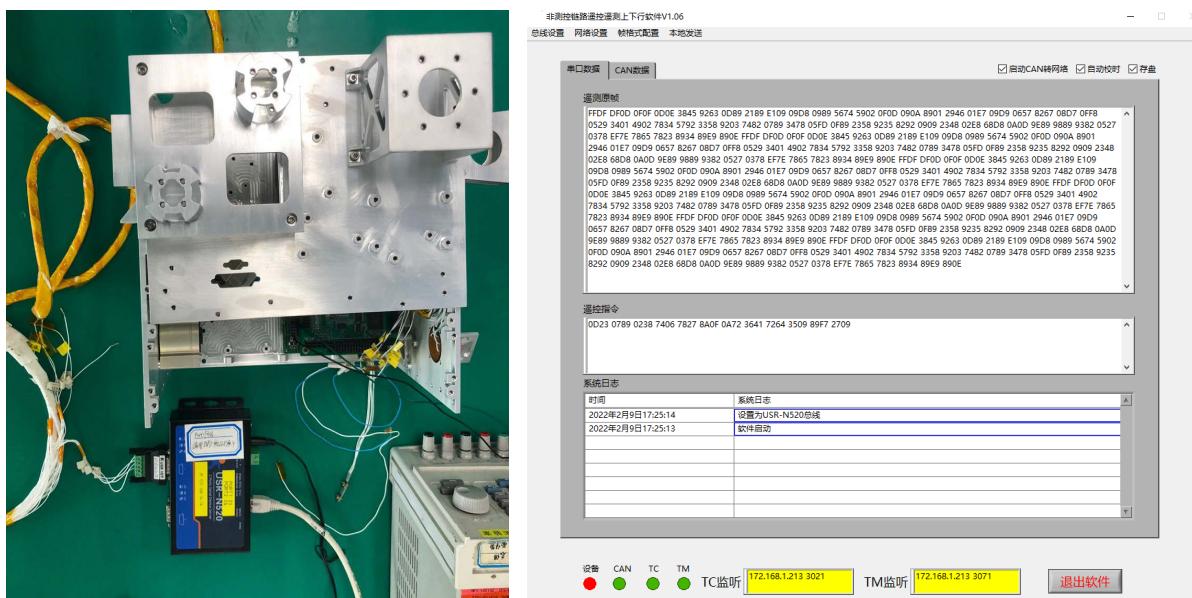 USR-N520
非测控链路遥控遥测上下行软件V1.06
总线设置 网络设置 帧格式配置 本地发送
串口数据 CAN数据
启动CAN转网络 自动校时 存盘
遥测原帧
FFDF DF0D 0F0F 0D0E 3845 9263 0D89 2189 E109 09D8 0989 5674 5902 0F0D 090A 8901 2946 01E7 09D9 0657 8267 08D7 0FF8
0529 3401 4902 7834 5792 3358 9203 7482 0789 3478 05FD 0F89 2358 9235 8292 0909 2348 02E8 68D8 0A0D 9E89 9889 9382 0527
0378 EF7E 7865 7823 8934 89E9 890E FFDF DF0D 0F0F 0D0E 3845 9263 0D89 2189 E109 09D8 0989 5674 5902 0F0D 090A 8901
2946 01E7 09D9 0657 8267 08D7 0FF8 0529 3401 4902 7834 5792 3358 9203 7482 0789 3478 05FD 0F89 2358 9235 8292 0909 2348
02E8 68D8 0A0D 9E89 9889 9382 0527 0378 EF7E 7865 7823 8934 89E9 890E FFDF DF0D 0F0F 0D0E 3845 9263 0D89 2189 E109
09D8 0989 5674 5902 0F0D 090A 8901 2946 01E7 09D9 0657 8267 08D7 0FF8 0529 3401 4902 7834 5792 3358 9203 7482 0789 3478
05FD 0F89 2358 9235 8292 0909 2348 02E8 68D8 0A0D 9E89 9889 9382 0527 0378 EF7E 7865 7823 8934 89E9 890E FFDF DF0D 0F0F
0D0E 3845 9263 0D89 2189 E109 09D8 0989 5674 5902 0F0D 090A 8901 2946 01E7 09D9 0657 8267 08D7 0FF8 0529 3401 4902
7834 5792 3358 9203 7482 0789 3478 05FD 0F89 2358 9235 8292 0909 2348 02E8 68D8 0A0D 9E89 9889 9382 0527 0378 EF7E 7865
7823 8934 89E9 890E FFDF DF0D 0F0F 0D0E 3845 9263 0D89 2189 E109 09D8 0989 5674 5902 0F0D 090A 8901 2946 01E7 09D9
0657 8267 08D7 0FF8 0529 3401 4902 7834 5792 3358 9203 7482 0789 3478 05FD 0F89 2358 9235 8292 0909 2348 02E8 68D8 0A0D
9E89 9889 9382 0527 0378 EF7E 7865 7823 8934 89E9 890E FFDF DF0D 0F0F 0D0E 3845 9263 0D89 2189 E109 09D8 0989 5674 5902
0F0D 090A 8901 2946 01E7 09D9 0657 8267 08D7 0FF8 0529 3401 4902 7834 5792 3358 9203 7482 0789 3478 05FD 0F89 2358 9235
8292 0909 2348 02E8 68D8 0A0D 9E89 9889 9382 0527 0378 EF7E 7865 7823 8934 89E9 890E
遥控指令
0D23 0789 0238 7406 7827 8A0F 0A72 3641 7264 3509 89F7 2709
系统日志
时间 系统日志
2022年2月9日17:25:14 设置为USR-N520总线
2022年2月9日17:25:13 软件启动
设备 CAN TC TM
TC监听 172.168.1.213 3021 TM监听 172.168.1.213 3071 退出软件